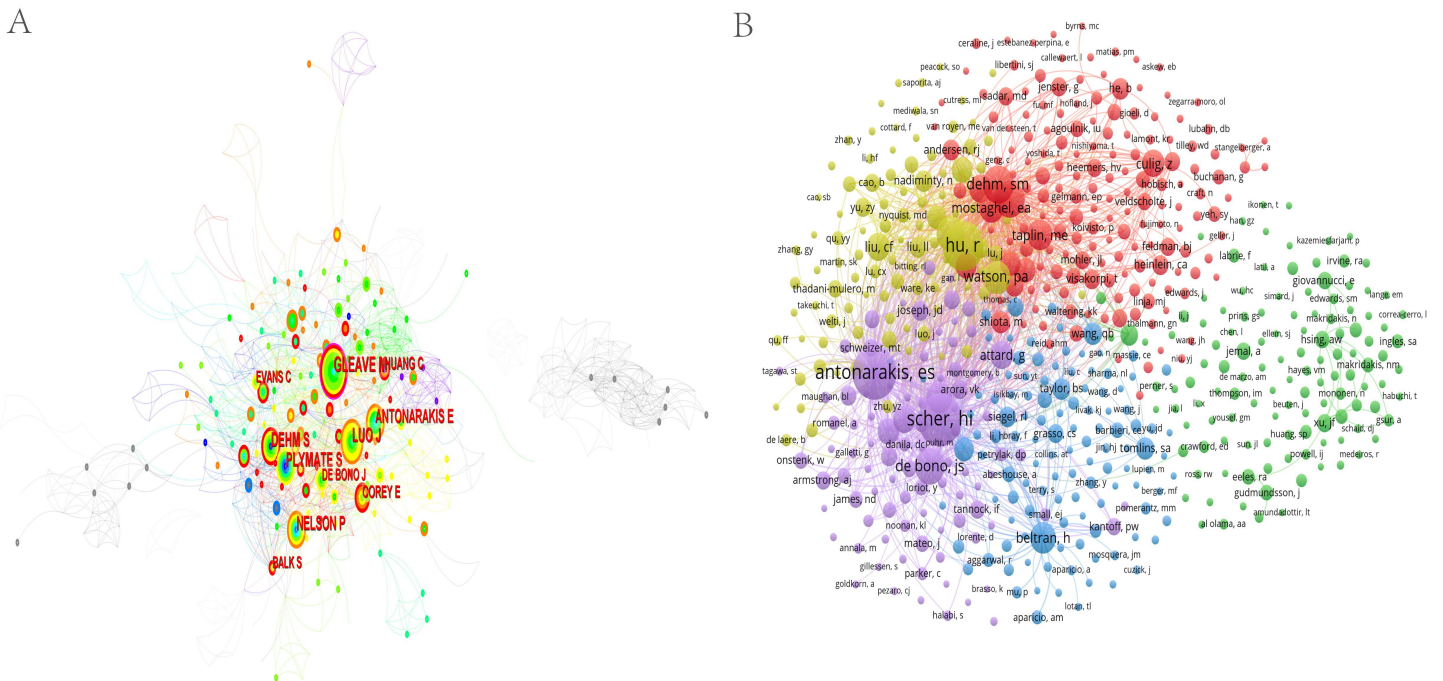 A
GLEAVE M
HUANG C
EVANS C
ANTONARAKIS E
LUO J
DEHM S
PLYMATE S
DE BONO J
COREY E
NELSON P
BALK S
B
byrns, mc
ceraline, j
estebanez-perpina, e
matias, pm
callewaert, l
libertini, sj
askew, eb
peacock, so
saporita, aj
jenster, g
he, b
cutress, ml
sadar, md
fu, mf
hofland, j
zegarra-moro, ol
mediwala, sn
gioeli, d
van royen, me
van der steen, t
agoulnik, iu
lubahn, db
cottard, f
lamont, kr
zhan, y
nishiyama, t
tilley, wd
stangelberger, a
andersen, rj
yoshida, t
li, hf
geng, c
culig, z
heemers, hv
buchanan, g
cao, b
nadiminty, n
dehm, sm
gelmann, ep
hobisch, a
craft, n
cao, sb
veldscholte, j
ikonen, t
yu, zy
mostaghel, ea
nyquist, md
yeh, sy
han, gz
koivisto, p
fujimoto, n
qu, yy
taplin, me
kazemiesfarjani, p
liu, cf
liu, ll
hu, r
lu, j
mohler, jl
feldman, bj
geller, j
zhang, gy
labrie, f
irvine, ra
martin, sk
lu, cx
bitting, rl
heinlein, ca
latil, a
visakorpi, t
giovannucci, e
watson, pa
gan,
thadani-mulero, m
ware, ke
linja, mj
edwards, j
wu, hc
simard, j
edwards, sm
lange, em
takeuchi, t
thomas, c
joseph, jd
waltering, kk
thalmann, gn
li, j
prins, gs
makridakis, n
correa-cerro, l
welti, j
shiota, m
wang, qb
chen, l
ellem, sj
luo, j
hsing, aw
ingles, sa
qu, ff
schweizer, mt
reid, ahm
gao, n
wang, jh
jemal, a
attard, g
massie, ce
niu, yj
hayes, vm
makridakis, nm
tagawa, st
antonarakis, es
montgomery, b
sun, yt
liu, c
sharma, nl
perner, s
de marzo, am
arora, vk
isikbay, m
taylor, bs
wang, d
thompson, im
mononen, n
habuchi, t
maughan, bl
zhu, yz
siegel, rl
livak, kj
wang, j
li, x
beuten, j
romanel, a
scher, hi
yousef, gm
xu, jf
gsur, a
li, h
bray, f
grasso, cs
barbieri, ce
yu, jd
jia, l
huang, sp
schaid, dj
de laere, b
danila, dc
puhr, m
jin, hj
tomlins, sa
crawford, ed
sun, jl
medeiros, r
galletti, g
petrylak, dp
collins, at
powell, ij
onstenk, w
de bono, js
lupien, m
ross, rw
eeles, ra
armstrong, aj
loriot, y
abeshouse, a
zhang, y
berger, mf
gudmundsson, j
james, nd
terry, s
pomerantz, mm
amundadottir, lt
tannock, if
small, ej
al olama, aa
noonan, kl
lorente, d
beltran, h
kantoff, pw
annala, m
mateo, j
mosquera, jm
gillessen, s
aggarwal, r
parker, c
aparicio, a
cuzick, j
goldkorn, a
pezaro, cj
brasso, k
mu, p
lotan, tl
halabi, s
aparicio, am